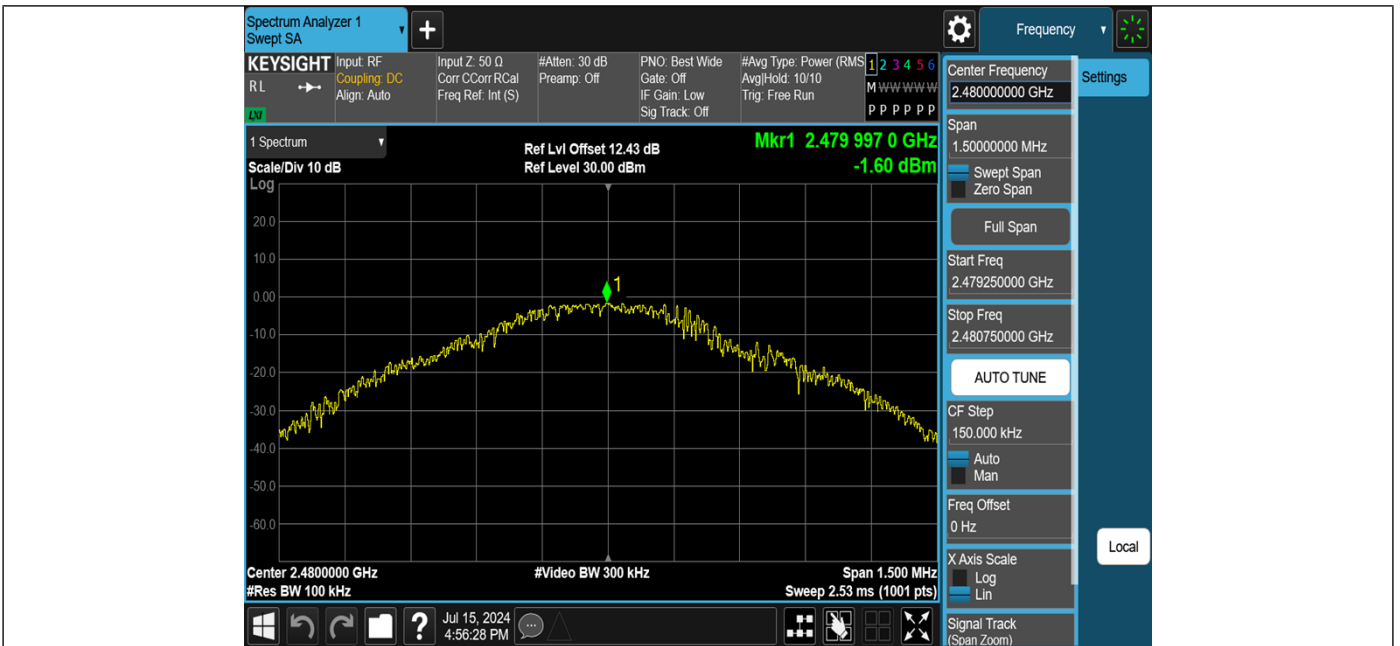 Spectrum Analyzer 1
Swept SA
+
Frequency
KEYSIGHT
RL
LXI
Input: RF
Coupling: DC
Align: Auto
Input Z: 50 Ω
Corr CCorr RCal
Freq Ref: Int (S)
#Atten: 30 dB
Preamp: Off
PNO: Best Wide
Gate: Off
IF Gain: Low
Sig Track: Off
#Avg Type: Power (RMS
Avg|Hold: 10/10
Trig: Free Run
1 2 3 4 5 6
M W W W W W
P P P P P P
1 Spectrum
Scale/Div 10 dB
Log
Ref Lvl Offset 12.43 dB
Ref Level 30.00 dBm
Mkr1 2.479 997 0 GHz
-1.60 dBm
20.0
10.0
0.00
-10.0
-20.0
-30.0
-40.0
-50.0
-60.0
1
Center 2.4800000 GHz
#Res BW 100 kHz
#Video BW 300 kHz
Span 1.500 MHz
Sweep 2.53 ms (1001 pts)
?
Jul 15, 2024
4:56:28 PM
Center Frequency
2.480000000 GHz
Settings
Span
1.50000000 MHz
Swept Span
Zero Span
Full Span
Start Freq
2.479250000 GHz
Stop Freq
2.480750000 GHz
AUTO TUNE
CF Step
150.000 kHz
Auto
Man
Freq Offset
0 Hz
X Axis Scale
Log
Lin
Local
Signal Track
(Span Zoom)